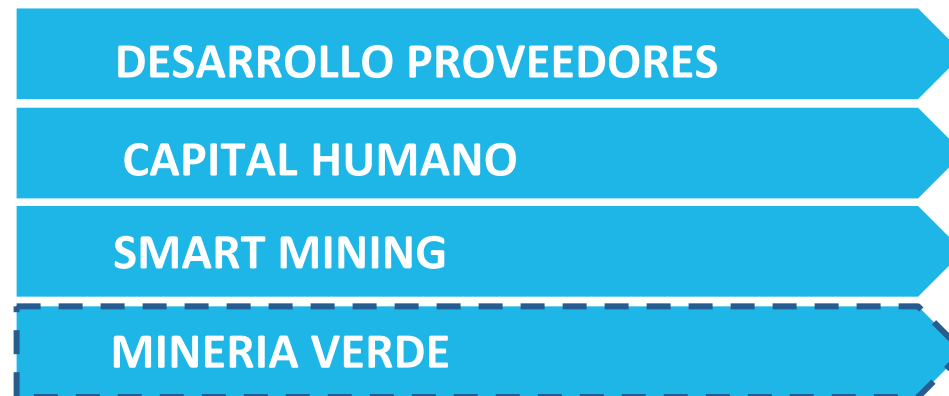 DESARROLLO PROVEEDORES
CAPITAL HUMANO
SMART MINING
MINERIA VERDE